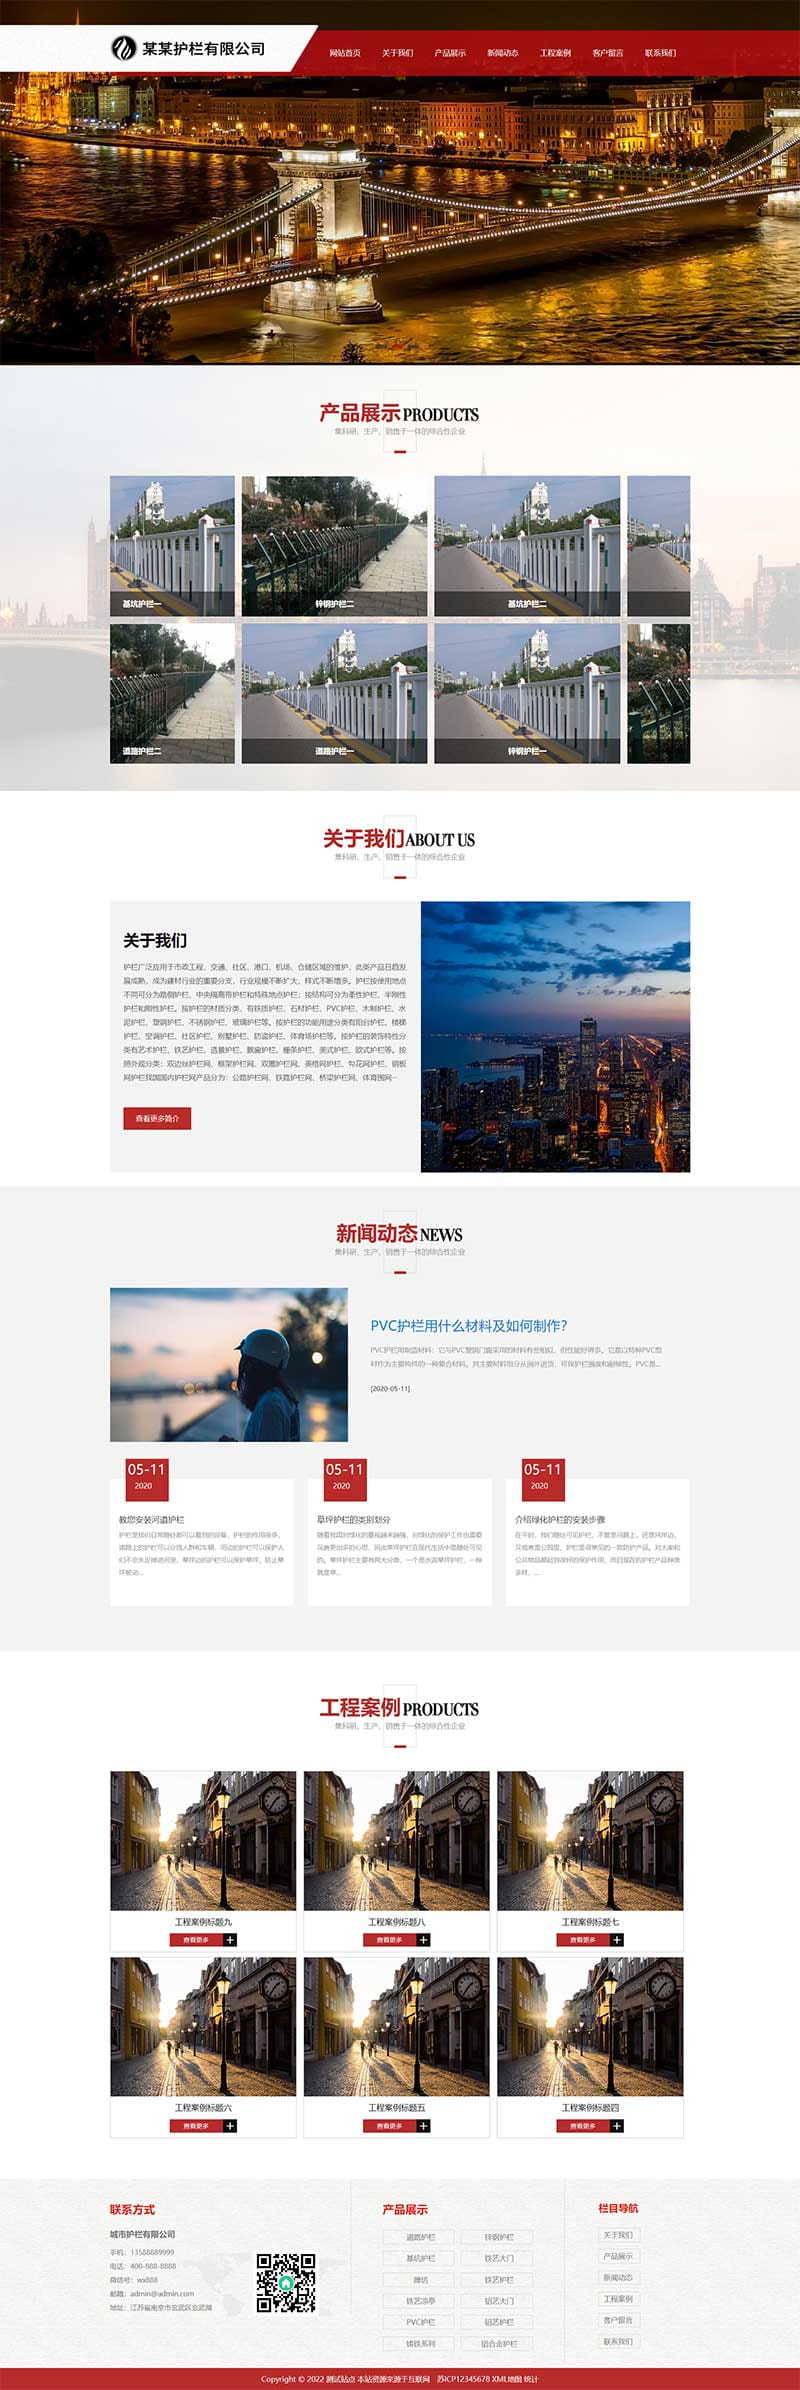 某某护栏有限公司
网站首页 关于我们 产品展示 新闻动态 工程案例 客户留言 联系我们
产品展示PRODUCTS
集科研、生产、销售于一体的综合性企业
基坑护栏一 锌钢护栏二 基坑护栏二
道路护栏二 道路护栏一 锌钢护栏一
关于我们ABOUT US
集科研、生产、销售于一体的综合性企业
关于我们
护栏广泛应用于市政工程、交通、社区、港口、机场、仓储区域的维护，此类产品日趋发
展成熟，成为建材行业的重要分支，行业规模不断扩大，样式不断增多。护栏按使用地点
不同可分为路侧护栏、中央隔离带护栏和特殊地点护栏；按结构可分为柔性护栏、半刚性
护栏和刚性护栏。按护栏的材质分类，有铁质护栏、石材护栏、PVC护栏、木制护栏、水
泥护栏、塑钢护栏、不锈钢护栏、玻璃护栏等。按护栏的功能用途分类有阳台护栏、楼梯
护栏、空调护栏、社区护栏、别墅护栏、防盗护栏、体育场护栏等。按护栏的装饰特性分
类有艺术护栏、铁艺护栏、透景护栏、飘窗护栏、栅条护栏、美式护栏、欧式护栏等。按
照外观分类：双边丝护栏网、框架护栏网、双圈护栏网、美格网护栏、勾花网护栏、钢板
网护栏我国国内护栏网产品分为：公路护栏网、铁路护栏网、桥梁护栏网、体育围网···
查看更多简介
新闻动态NEWS
集科研、生产、销售于一体的综合性企业
PVC护栏用什么材料及如何制作?
PVC护栏用制造材料：它与PVC塑钢门窗采用的材料有些相似，但性能好得多。它是以特种PVC型
材作为主要构件的一种复合材料。其主要材料组分从国外进货，可保护栏强度和耐候性。PVC是...
[2020-05-11]
05-11 05-11 05-11
2020 2020 2020
教您安装河道护栏
护栏是我们日常随处都可以看到的设备，护栏的作用很多，
道路上的护栏可以分流人群和车辆，河边的护栏可以保护人
们不会失足掉进河里，草坪边的护栏可以保护草坪，防止草
坪被动...
草坪护栏的类别划分
随着我国对绿化的重视越来越强，对绿化的保护工作也需要
花费更加多的心思，因此草坪护栏在现代生活中是随处可见
的。草坪护栏主要有两大分类，一个是水泥草坪护栏，一种
就是草...
介绍绿化护栏的安装步骤
在平时，我们随处可见护栏，不管是马路上，还是河岸边，
又或者是公园里，护栏是非常见的一款防护产品。对大家和
公共物品都起到很好的保护作用，而且现在的护栏产品种类
多样，...
工程案例PRODUCTS
集科研、生产、销售于一体的综合性企业
工程案例标题九 工程案例标题八 工程案例标题七
查看更多 + 查看更多 + 查看更多 +
工程案例标题六 工程案例标题五 工程案例标题四
查看更多 + 查看更多 + 查看更多 +
联系方式
城市护栏有限公司
手机：13588889999
电话：400-888-8888
微信号：wx888
邮箱：admin@admin.com
地址：江苏省南京市玄武区玄武湖
产品展示
道路护栏 锌钢护栏
基坑护栏 铁艺大门
牌坊 铁艺护栏
铁艺凉亭 铝艺大门
PVC护栏 铝艺护栏
铸铁系列 铝合金护栏
栏目导航
关于我们
产品展示
新闻动态
工程案例
客户留言
联系我们
Copyright © 2022 测试站点 本站资源来源于互联网 苏ICP12345678 XML地图 统计